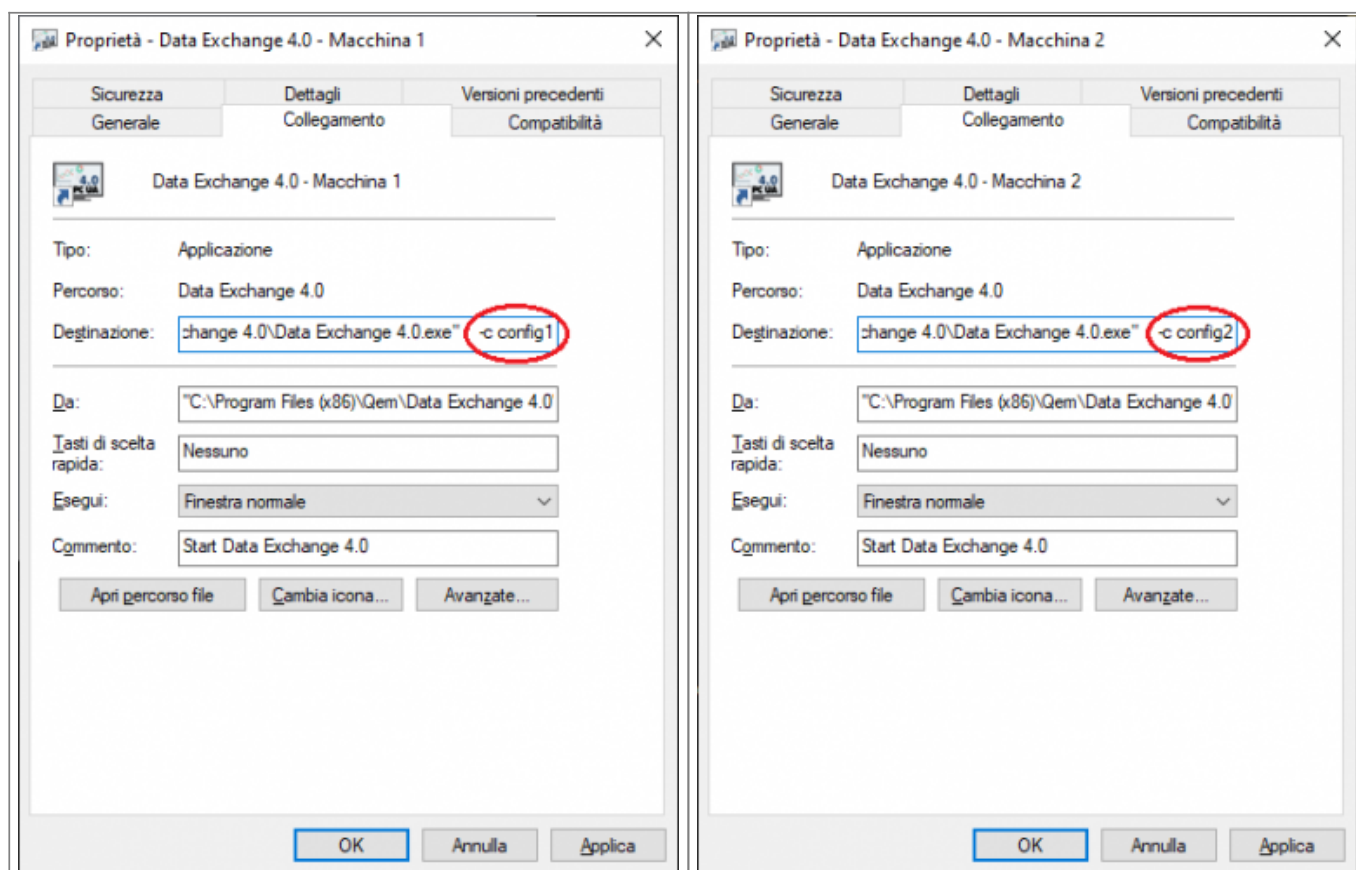 Proprietà - Data Exchange 4.0 - Macchina 1
Sicurezza Dettagli Versioni precedenti
Generale Collegamento Compatibilità
Data Exchange 4.0 - Macchina 1
Tipo: Applicazione
Percorso: Data Exchange 4.0
Destinazione: change 4.0\Data Exchange 4.0.exe" -c config1
Da: "C:\Program Files (x86)\Qem\Data Exchange 4.0"
Tasti di scelta rapida: Nessuno
Esegui: Finestra normale
Commento: Start Data Exchange 4.0
Apri percorso file Cambia icona... Avanzate...
OK Annulla Applica
Proprietà - Data Exchange 4.0 - Macchina 2
Sicurezza Dettagli Versioni precedenti
Generale Collegamento Compatibilità
Data Exchange 4.0 - Macchina 2
Tipo: Applicazione
Percorso: Data Exchange 4.0
Destinazione: change 4.0\Data Exchange 4.0.exe" -c config2
Da: "C:\Program Files (x86)\Qem\Data Exchange 4.0"
Tasti di scelta rapida: Nessuno
Esegui: Finestra normale
Commento: Start Data Exchange 4.0
Apri percorso file Cambia icona... Avanzate...
OK Annulla Applica